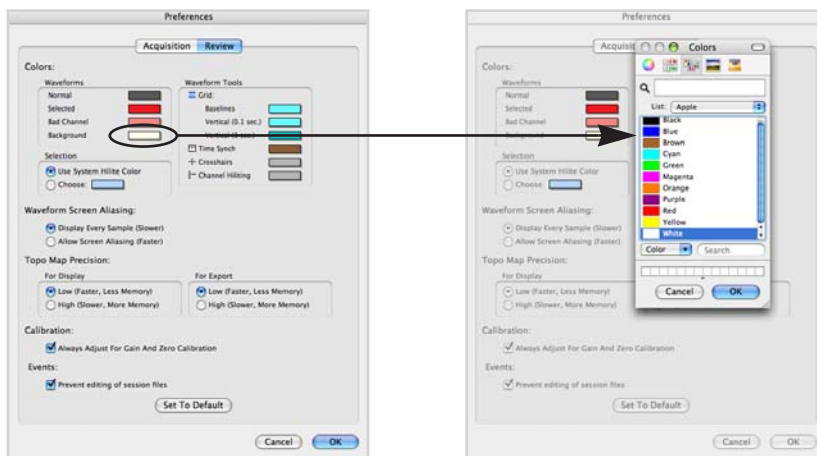 Preferences
Acquisition Review
Colors:
Waveforms
Normal
Selected
Bad Channel
Background
Selection
Use System Hilite Color
Choose:
Waveform Tools
Grid:
Baselines
Vertical (0.1 sec.)
Vertical
Time Synch
Crosshairs
Channel Hiliting
Waveform Screen Aliasing:
Display Every Sample (Slower)
Allow Screen Aliasing (Faster)
Topo Map Precision:
For Display
Low (Faster, Less Memory)
High (Slower, More Memory)
For Export
Low (Faster, Less Memory)
High (Slower, More Memory)
Calibration:
Always Adjust For Gain And Zero Calibration
Events:
Prevent editing of session files
Set To Default
Cancel OK
Preferences
Colors:
Waveforms
Normal
Selected
Bad Channel
Background
Selection
Use System Hilite Color
Choose:
Waveform Screen Aliasing:
Display Every Sample (Slower)
Allow Screen Aliasing (Faster)
Topo Map Precision:
For Display
Low (Faster, Less Memory)
High (Slower, More Memory)
Calibration:
Always Adjust For Gain And Zero Calibration
Events:
Prevent editing of session files
Set To Default
Cancel OK
Colors
List: Apple
Black
Blue
Brown
Cyan
Green
Magenta
Orange
Purple
Red
Yellow
White
Color Search
Cancel OK